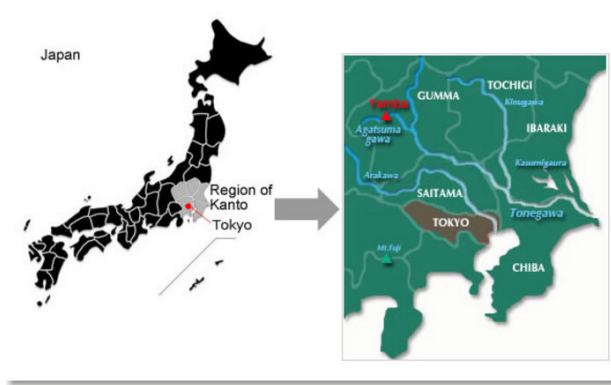 Japan
Region of
Kanto
Tokyo
TOCHIGI
GUMMA
Kinugawa
Yamba
Agatsuma
gawa
IBARAKI
Kasumigaura
Arakawa
SAITAMA
Tonegawa
TOKYO
Mt.Fuji
CHIBA